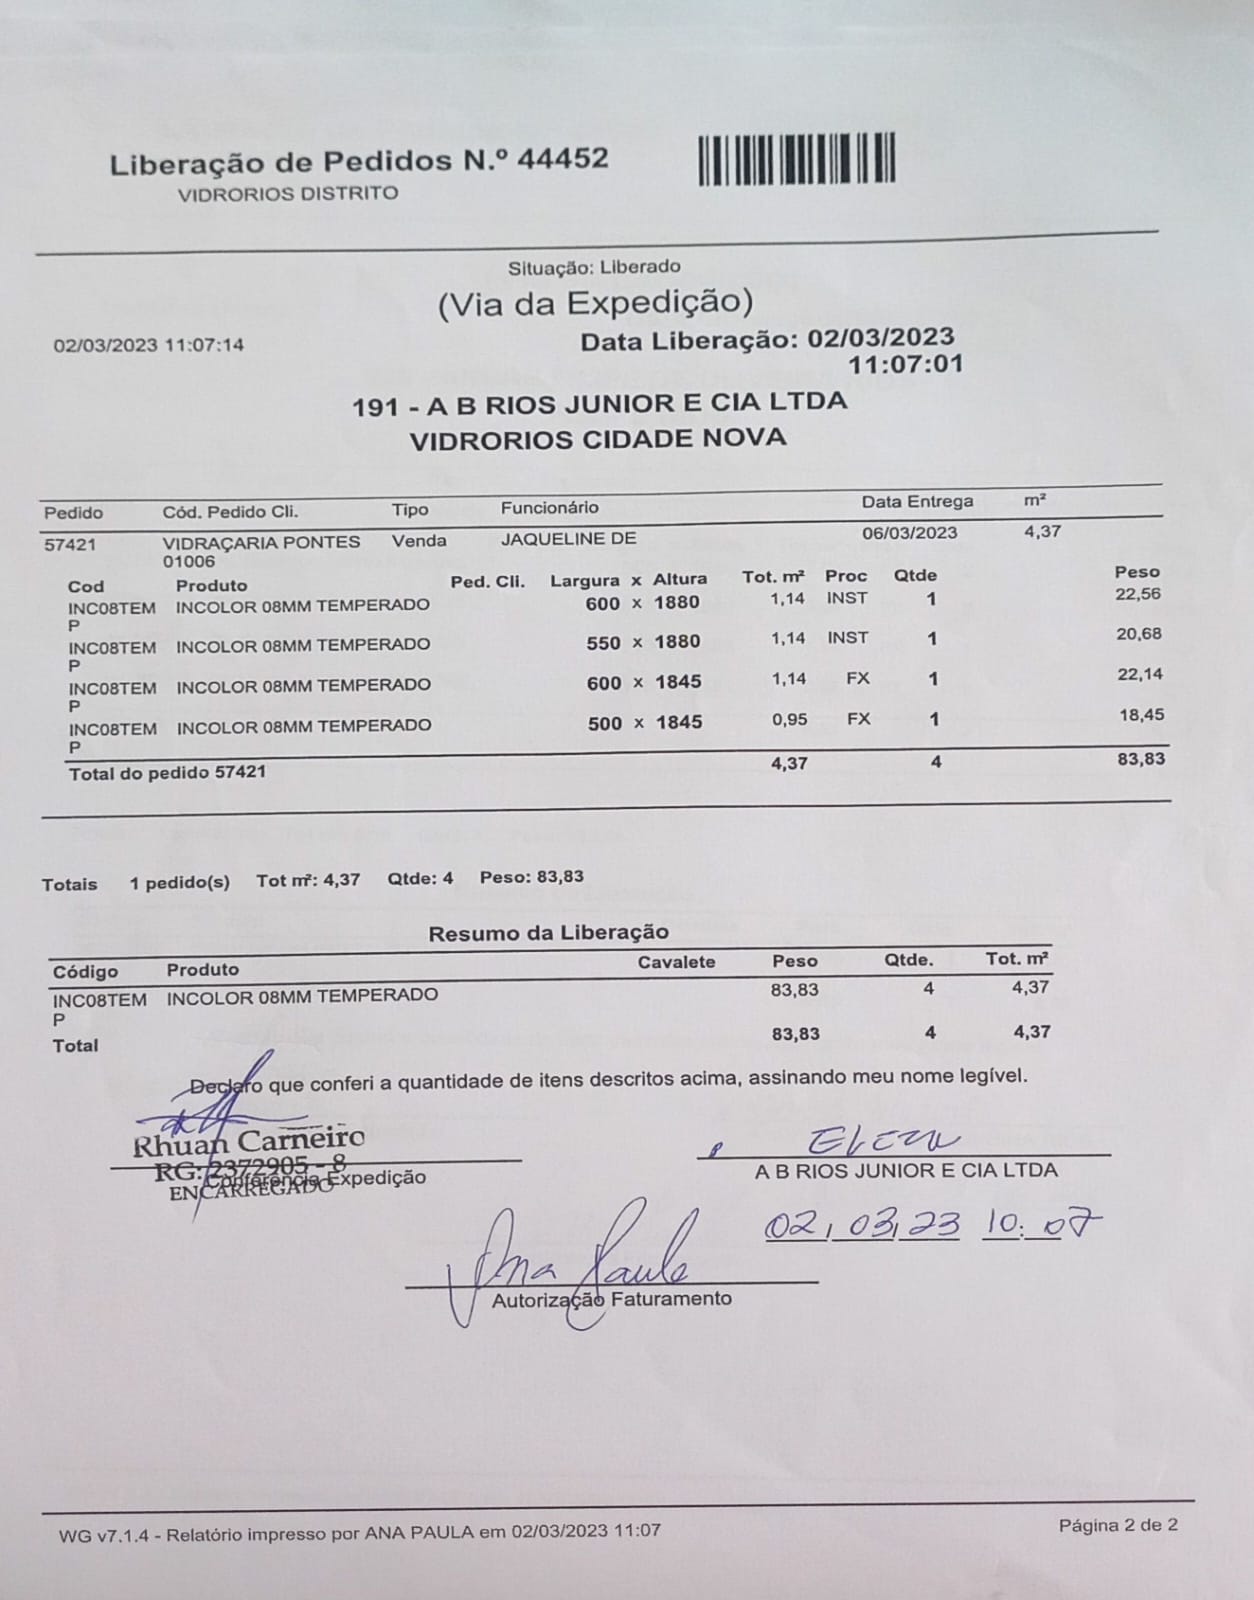 Liberação de Pedidos N.º 44452
VIDRORIOS DISTRITO
Situação: Liberado
(Via da Expedição)
02/03/2023 11:07:14 Data Liberação: 02/03/2023
11:07:01
191 - A B RIOS JUNIOR E CIA LTDA
VIDRORIOS CIDADE NOVA
Pedido Cód. Pedido Cli. Tipo Funcionário Data Entrega m²
57421 VIDRAÇARIA PONTES Venda JAQUELINE DE 06/03/2023 4,37
01006
Cod Produto Ped. Cli. Largura x Altura Tot. m² Proc Qtde Peso
INC08TEM INCOLOR 08MM TEMPERADO 600 x 1880 1,14 INST 1 22,56
P
INC08TEM INCOLOR 08MM TEMPERADO 550 x 1880 1,14 INST 1 20,68
P
INC08TEM INCOLOR 08MM TEMPERADO 600 x 1845 1,14 FX 1 22,14
P
INC08TEM INCOLOR 08MM TEMPERADO 500 x 1845 0,95 FX 1 18,45
P
Total do pedido 57421 4,37 4 83,83
Totais 1 pedido(s) Tot m²: 4,37 Qtde: 4 Peso: 83,83
Resumo da Liberação
Código Produto Cavalete Peso Qtde. Tot. m²
INC08TEM INCOLOR 08MM TEMPERADO 83,83 4 4,37
P
Total 83,83 4 4,37
Declaro que conferi a quantidade de itens descritos acima, assinando meu nome legível.
Rhuan Carneiro
RG: 2372905 - 8
Conferência Expedição
ENCARREGADO
A B RIOS JUNIOR E CIA LTDA
02, 03, 23 10:07
Ana Paula
Autorização Faturamento
WG v7.1.4 - Relatório impresso por ANA PAULA em 02/03/2023 11:07 Página 2 de 2